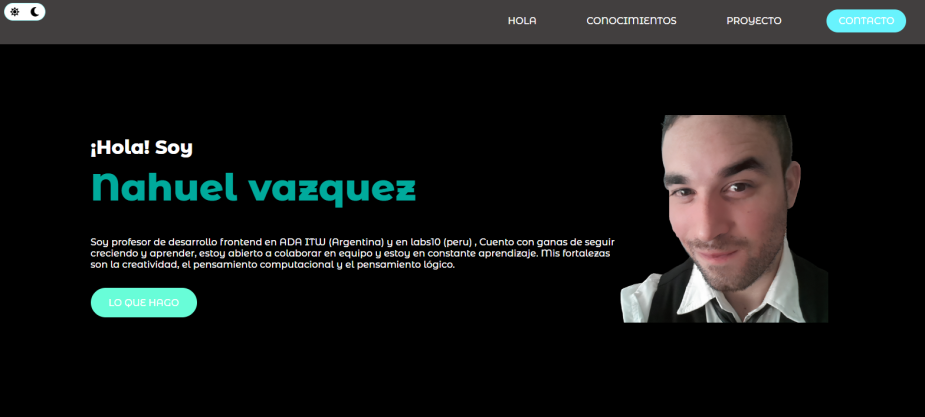 HOLA CONOCIMIENTOS PROYECTO CONTACTO
¡Hola! Soy
Nahuel vazquez
Soy profesor de desarrollo frontend en ADA ITW (Argentina) y en labs10 (peru) , Cuento con ganas de seguir
creciendo y aprender, estoy abierto a colaborar en equipo y estoy en constante aprendizaje. Mis fortalezas
son la creatividad, el pensamiento computacional y el pensamiento lógico.
LO QUE HAGO